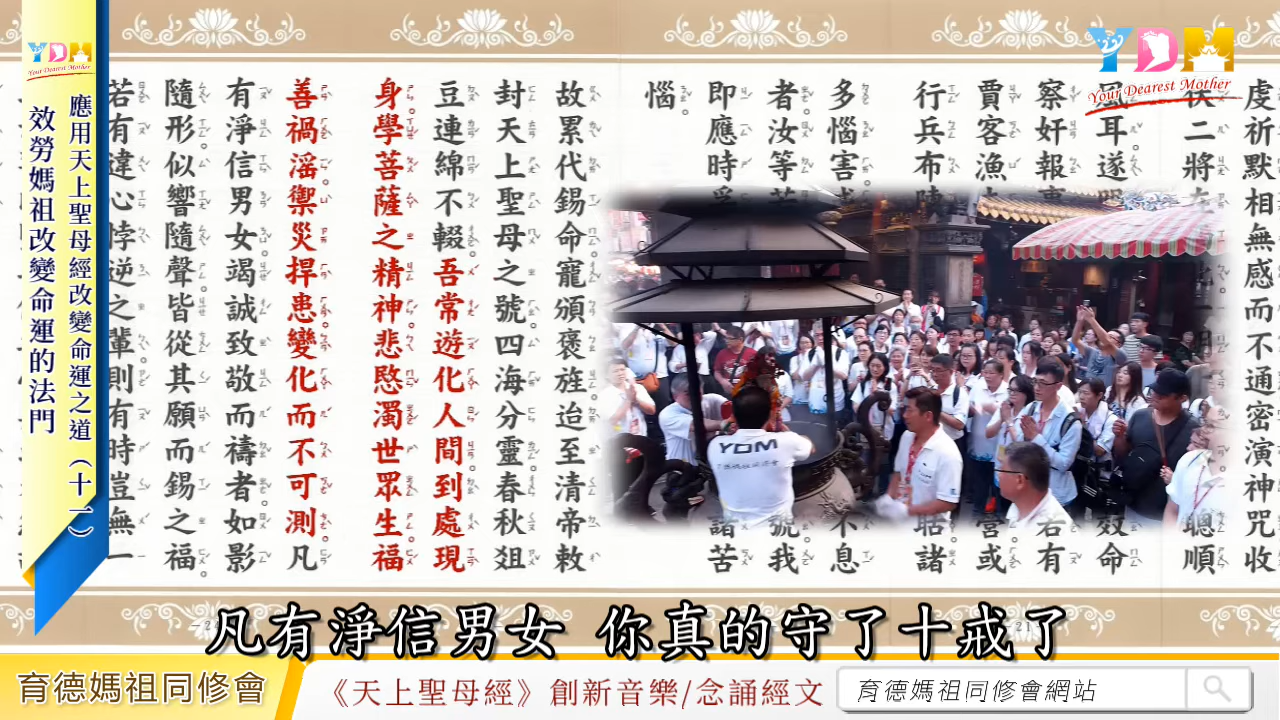 YDM
Your Dearest Mother
應用天上聖母經改變命運之道(十一)
效勞媽祖改變命運的法門
YDM
Your Dearest Mother
虔祈默相無感而不通密演神咒收
伏二將
聰順
耳遂
效命
察奸報
若有
賈客漁
營或
行兵布陣
諸
多惱害
不息
者汝等若
號我
即應時
諸苦
惱
故累代錫命寵頒褒旌迨至清帝敕
封天上聖母之號四海分靈春秋俎
豆連綿不輟吾常遊化人間到處現
身學菩薩之精神悲愍濁世眾生福
善禍淫禦災捍患變化而不可測凡
有淨信男女竭誠致敬而禱者如影
隨形似響隨聲皆從其願而錫之福
若有違心悖逆之輩則有時豈無一
YDM
凡有淨信男女 你真的守了十戒了
育德媽祖同修會
《天上聖母經》創新音樂/念誦經文
育德媽祖同修會網站